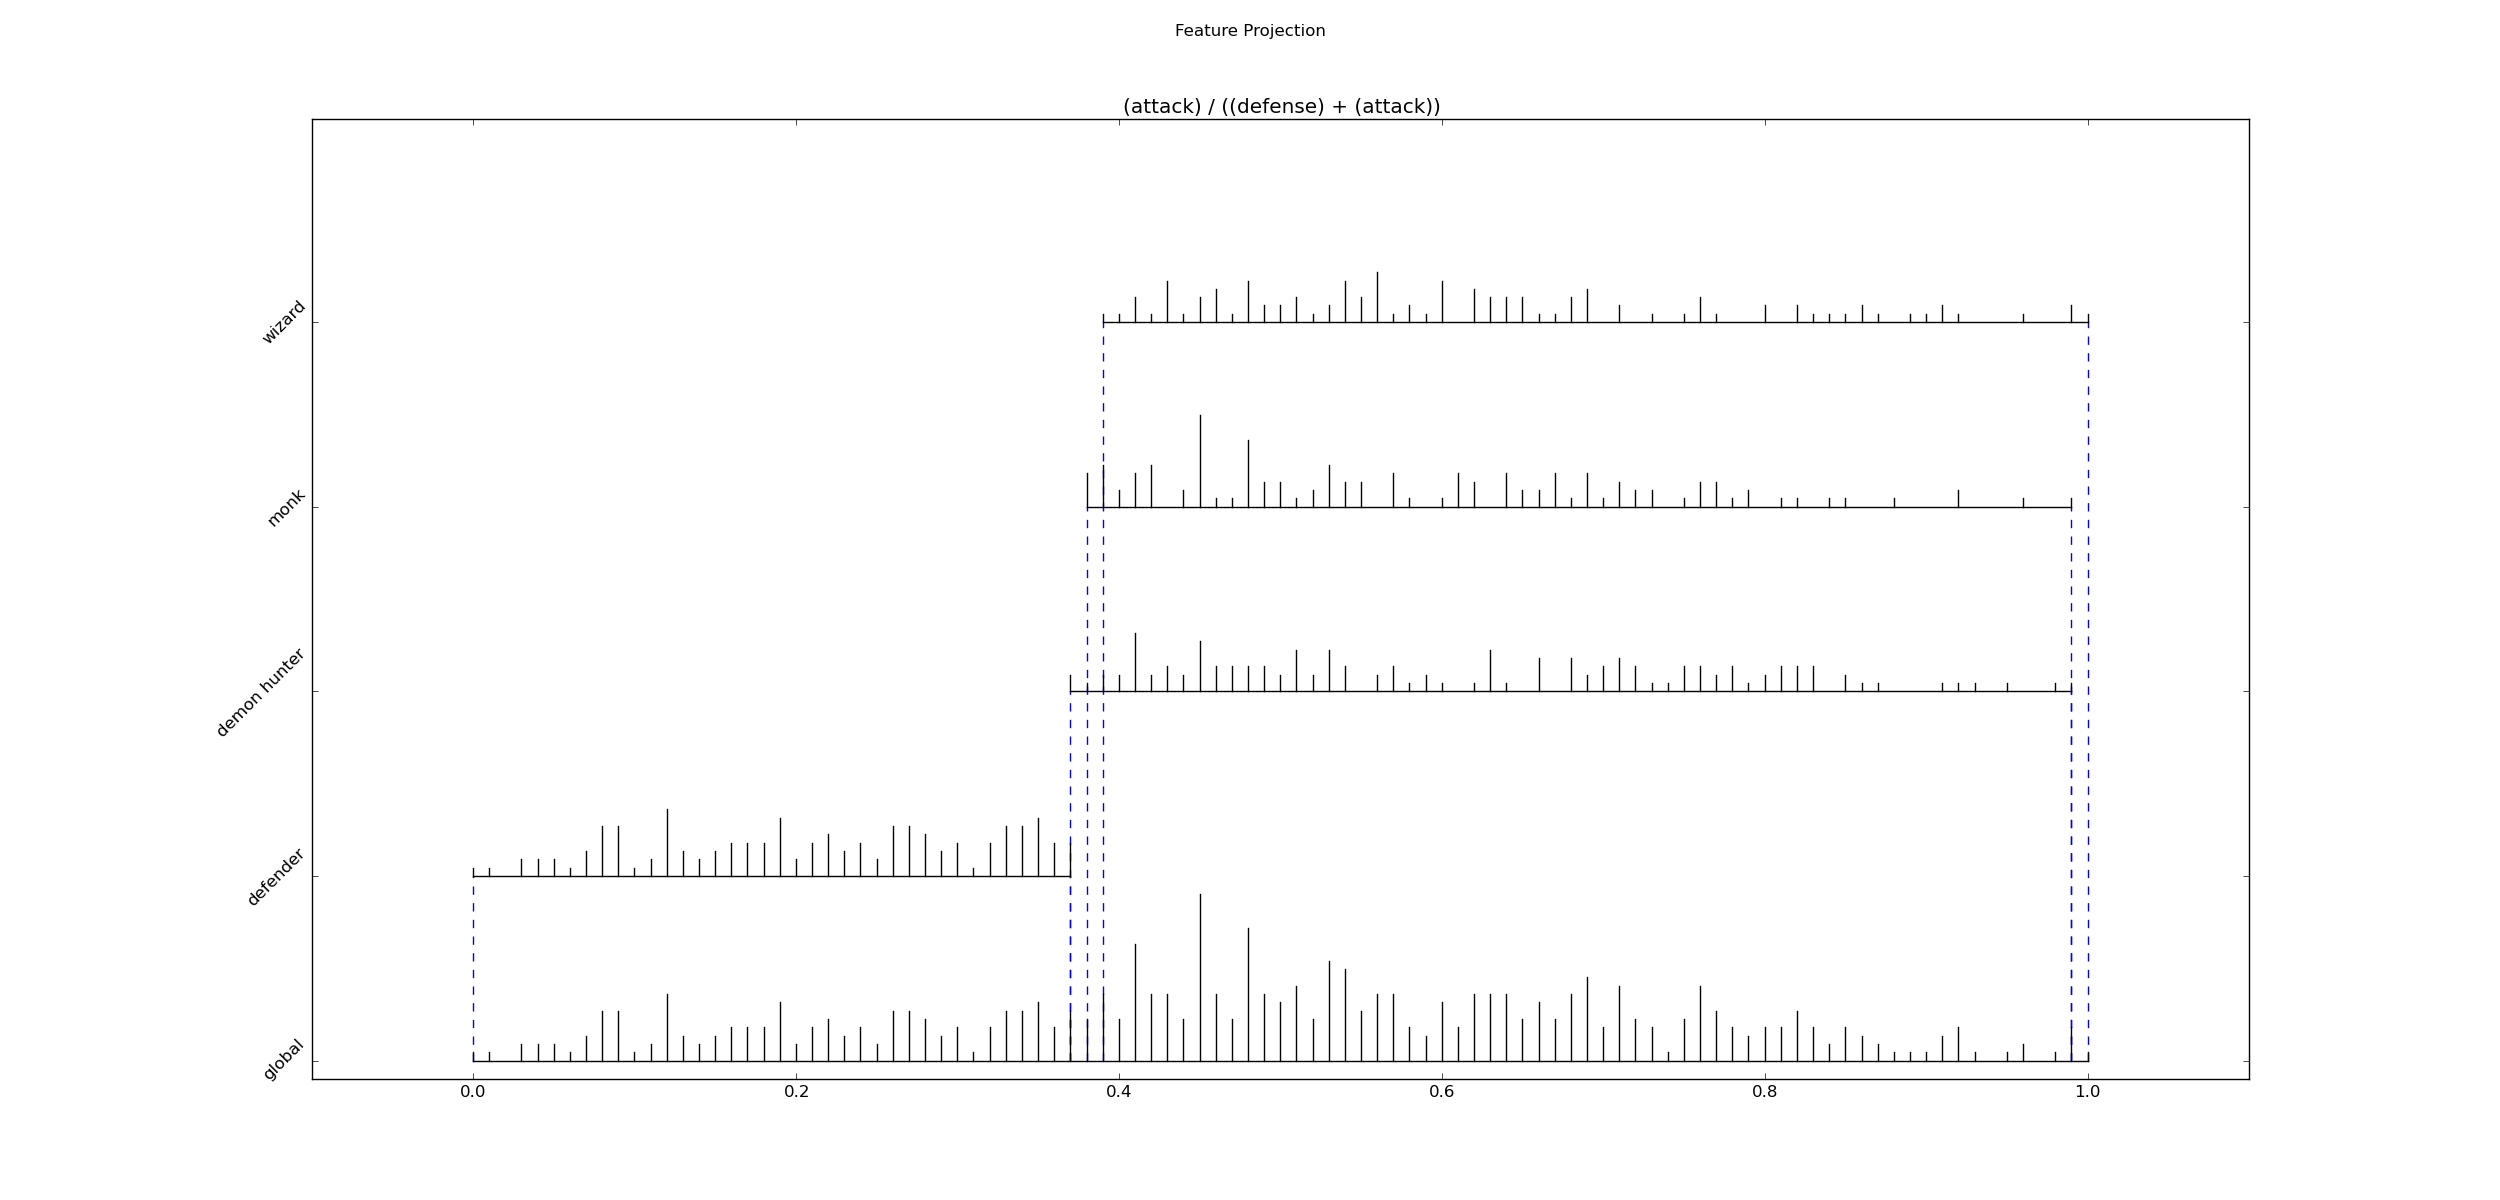 Feature Projection
(attack) / ((defense) + (attack))
wizard
monk
demon hunter
defender
global
0.0 0.2 0.4 0.6 0.8 1.0